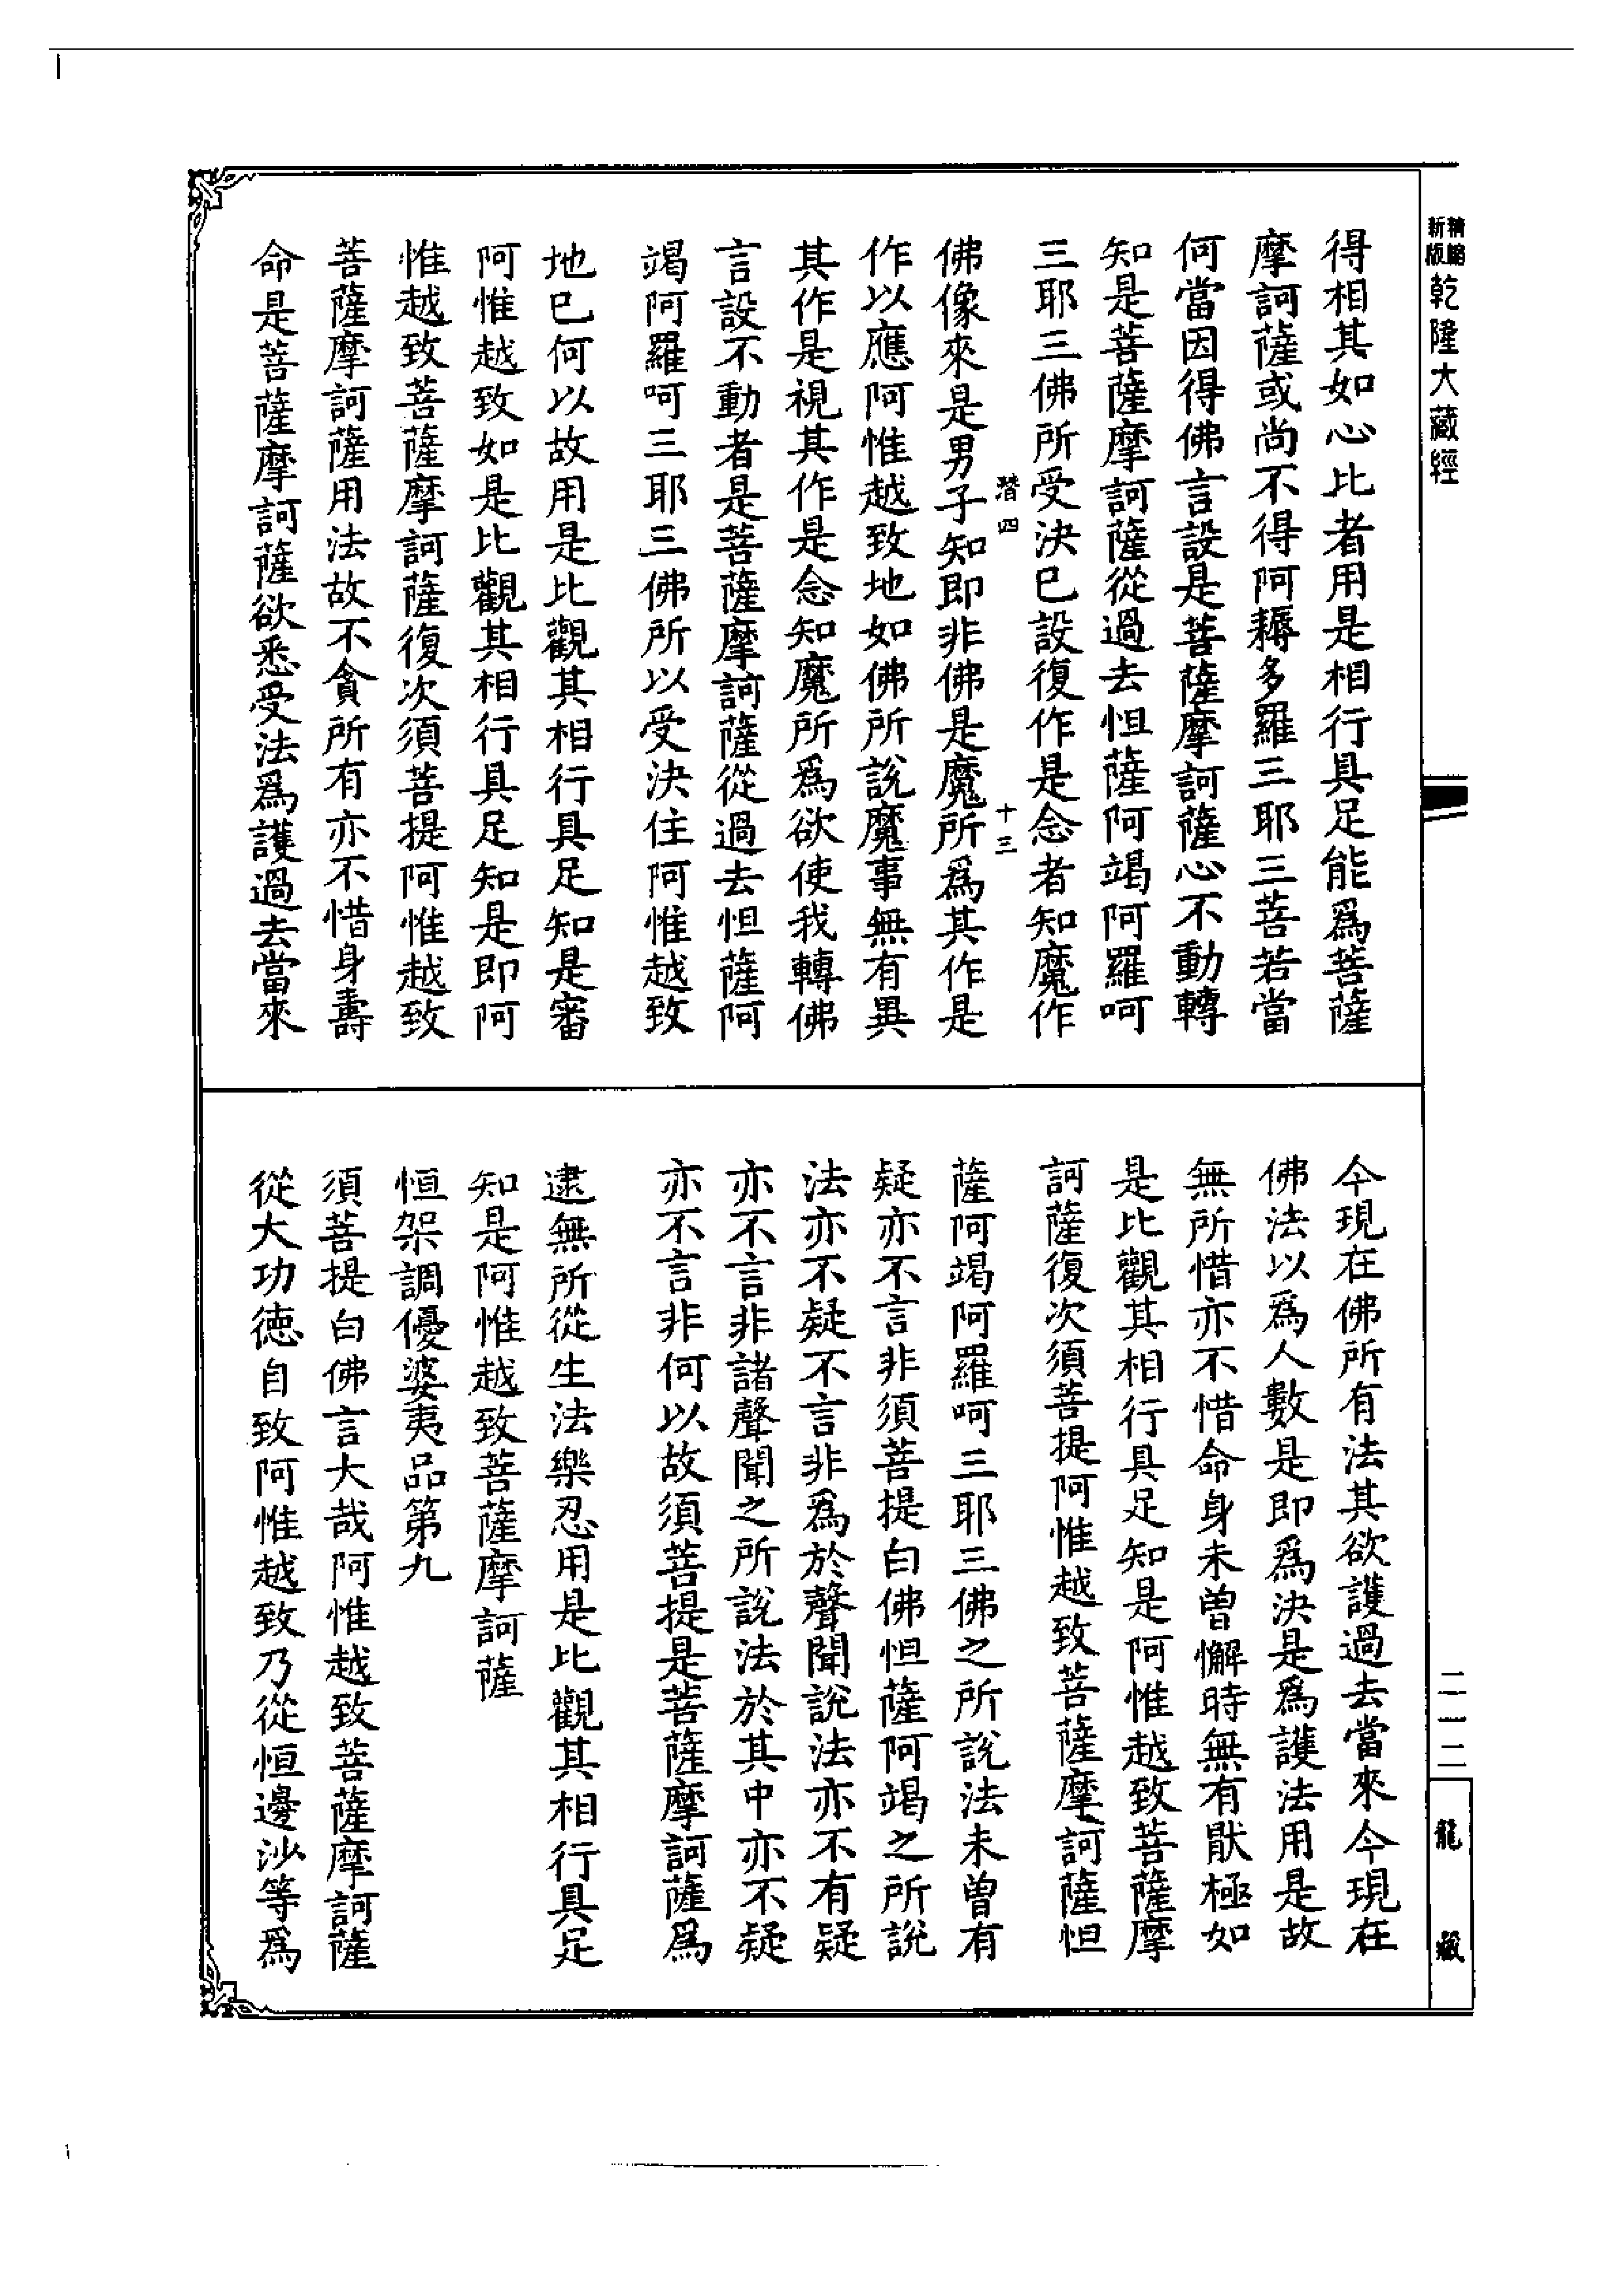 精縮新版乾隆大藏經
得相其如心比者用是相行具足能爲菩薩
摩訶薩或尚不得阿耨多羅三耶三菩若當
何當因得佛言設是菩薩摩訶薩心不動轉
知是菩薩摩訶薩從過去怛薩阿竭阿羅呵
三耶三佛所受決已設復作是念者知魔作
潜四 十三
佛像來是男子知即非佛是魔所爲其作是
作以應阿惟越致地如佛所說魔事無有異
其作是視其作是念知魔所爲欲使我轉佛
言設不動者是菩薩摩訶薩從過去怛薩阿
竭阿羅呵三耶三佛所以受決住阿惟越致
地已何以故用是比觀其相行具足知是審
阿惟越致如是比觀其相行具足知是即阿
惟越致菩薩摩訶薩復次須菩提阿惟越致
菩薩摩訶薩用法故不貪所有亦不惜身壽
命是菩薩摩訶薩欲悉受法爲護過去當來
今現在佛所有法其欲護過去當來今現在
佛法以爲人數是即爲決是爲護法用是故
無所惜亦不惜命身未曾懈時無有猒極如
是比觀其相行具足知是阿惟越致菩薩摩
訶薩復次須菩提阿惟越致菩薩摩訶薩怛
薩阿竭阿羅呵三耶三佛之所說法未曾有
疑亦不言非須菩提白佛怛薩阿竭之所說
法亦不疑不言非爲於聲聞說法亦不有疑
亦不言非諸聲聞之所說法於其中亦不疑
亦不言非何以故須菩提是菩薩摩訶薩爲
逮無所從生法樂忍用是比觀其相行具足
知是阿惟越致菩薩摩訶薩
恒架調優婆夷品第九
須菩提白佛言大哉阿惟越致菩薩摩訶薩
從大功德自致阿惟越致乃從恒邊沙等爲
二一二
龍藏